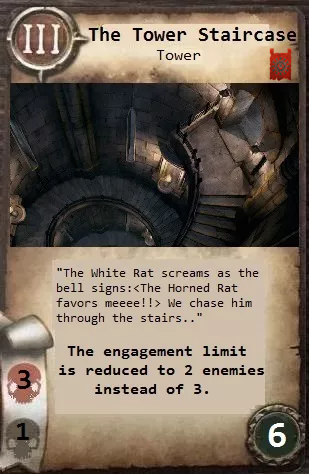 III
The Tower Staircase
Tower
"The White Rat screams as the
bell signs:<The Horned Rat
favors meeee!!> We chase him
through the stairs.."
The engagement limit
is reduced to 2 enemies
instead of 3.
3
1
6